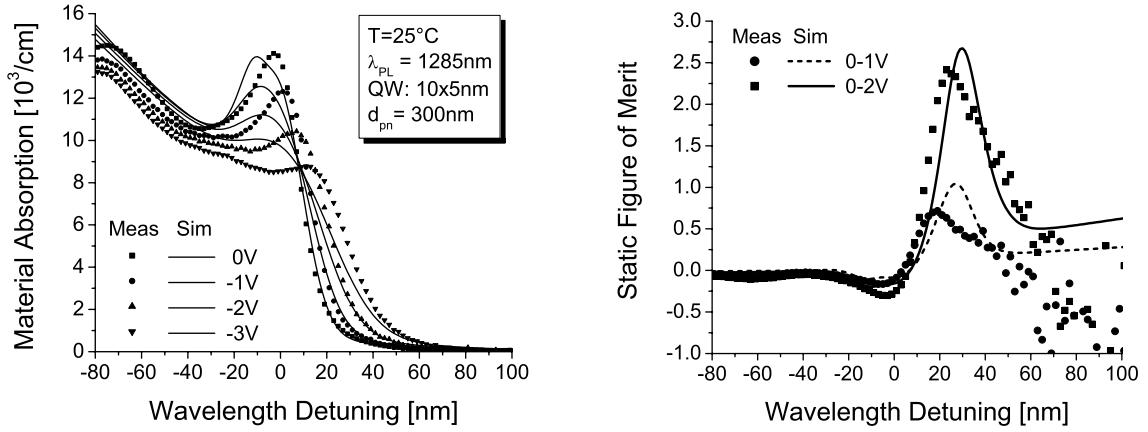 16
14
12
10
8
6
4
2
0
Material Absorption [10³/cm]
T=25°C
λPL = 1285nm
QW: 10x5nm
dpn = 300nm
Meas Sim
0V
-1V
-2V
-3V
-80 -60 -40 -20 0 20 40 60 80 100
Wavelength Detuning [nm]
3.0
2.5
2.0
1.5
1.0
0.5
0.0
-0.5
-1.0
Static Figure of Merit
Meas Sim
0-1V
0-2V
-80 -60 -40 -20 0 20 40 60 80 100
Wavelength Detuning [nm]